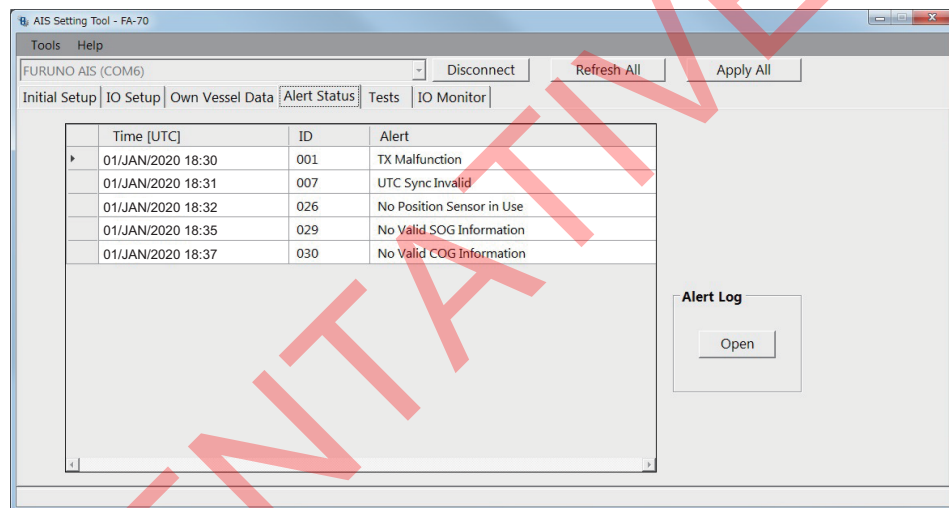 AIS Setting Tool - FA-70
Tools Help
FURUNO AIS (COM6) Disconnect Refresh All Apply All
Initial Setup IO Setup Own Vessel Data Alert Status Tests IO Monitor
Time [UTC] ID Alert
01/JAN/2020 18:30 001 TX Malfunction
01/JAN/2020 18:31 007 UTC Sync Invalid
01/JAN/2020 18:32 026 No Position Sensor in Use
01/JAN/2020 18:35 029 No Valid SOG Information
01/JAN/2020 18:37 030 No Valid COG Information
Alert Log
Open
ENTATIVE